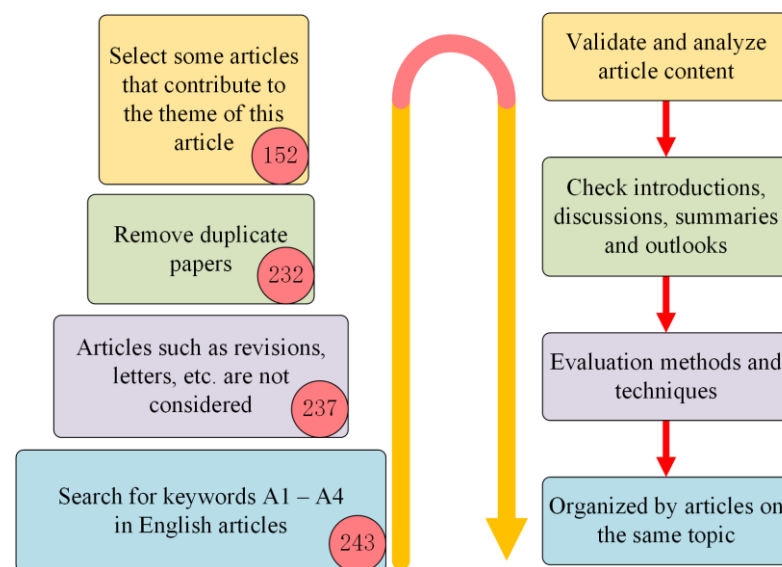 Select some articles
that contribute to
the theme of this
article
152
Remove duplicate
papers
232
Articles such as revisions,
letters, etc. are not
considered
237
Search for keywords A1 – A4
in English articles
243
Validate and analyze
article content
Check introductions,
discussions, summaries
and outlooks
Evaluation methods and
techniques
Organized by articles on
the same topic